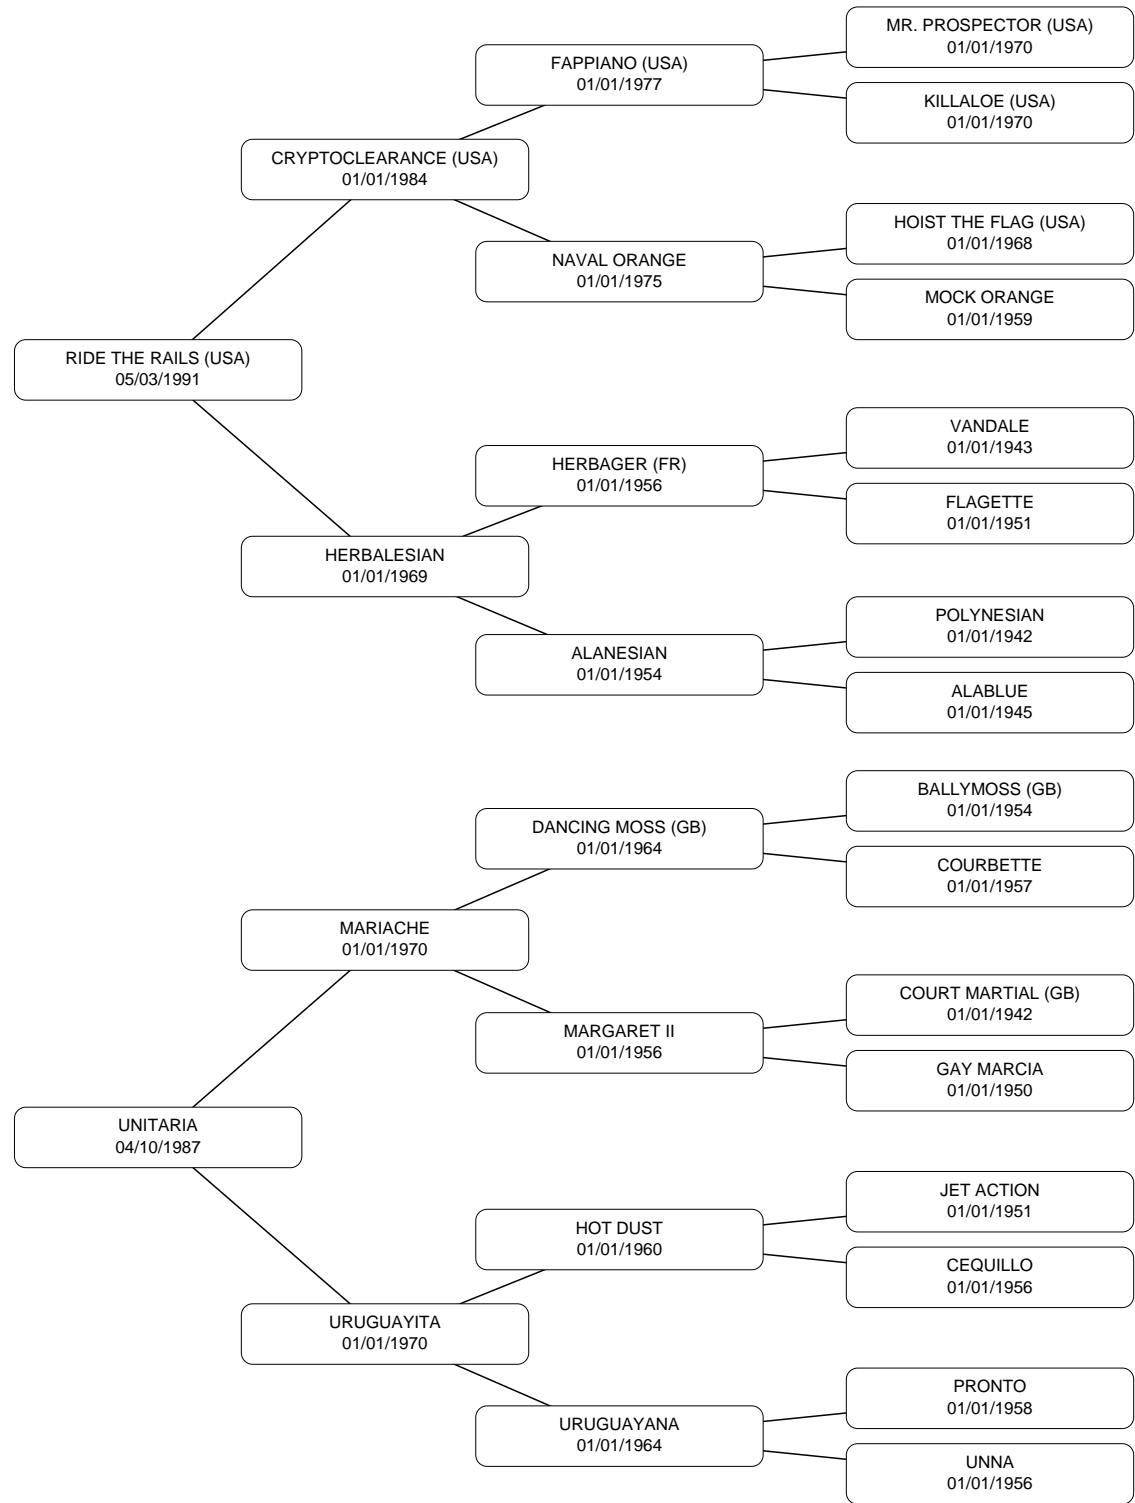 MR. PROSPECTOR (USA)
01/01/1970
FAPPIANO (USA)
01/01/1977
KILLALOE (USA)
01/01/1970
CRYPTOCLEARANCE (USA)
01/01/1984
HOIST THE FLAG (USA)
01/01/1968
NAVAL ORANGE
01/01/1975
MOCK ORANGE
01/01/1959
RIDE THE RAILS (USA)
05/03/1991
VANDALE
01/01/1943
HERBAGER (FR)
01/01/1956
FLAGETTE
01/01/1951
HERBALESIAN
01/01/1969
POLYNESIAN
01/01/1942
ALANESIAN
01/01/1954
ALABLUE
01/01/1945
BALLYMOSS (GB)
01/01/1954
DANCING MOSS (GB)
01/01/1964
COURBETTE
01/01/1957
MARIACHE
01/01/1970
COURT MARTIAL (GB)
01/01/1942
MARGARET II
01/01/1956
GAY MARCIA
01/01/1950
UNITARIA
04/10/1987
JET ACTION
01/01/1951
HOT DUST
01/01/1960
CEQUILLO
01/01/1956
URUGUAYITA
01/01/1970
PRONTO
01/01/1958
URUGUAYANA
01/01/1964
UNNA
01/01/1956